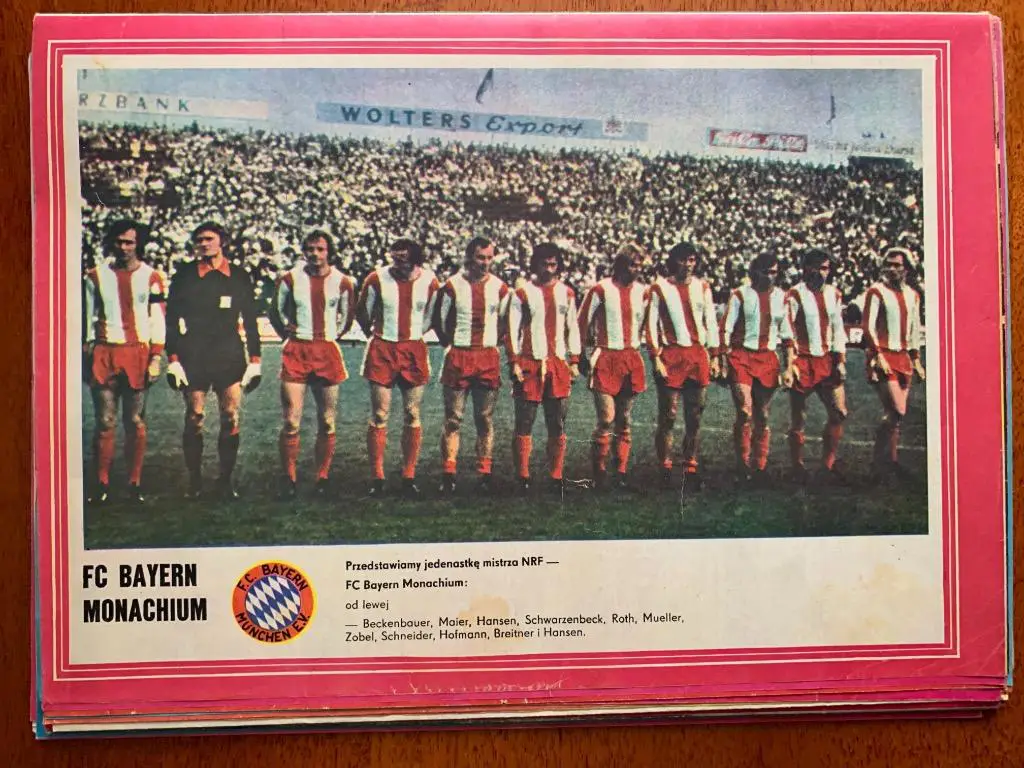 RZBANK
WOLTERS Export
FC BAYERN
MONACHIUM
F.C. BAYERN
MÜNCHEN E.V.
Przedstawiamy jedenastkę mistrza NRF —
FC Bayern Monachium:
od lewej
— Beckenbauer, Maier, Hansen, Schwarzenbeck, Roth, Mueller,
Zobel, Schneider, Hofmann, Breitner i Hansen.